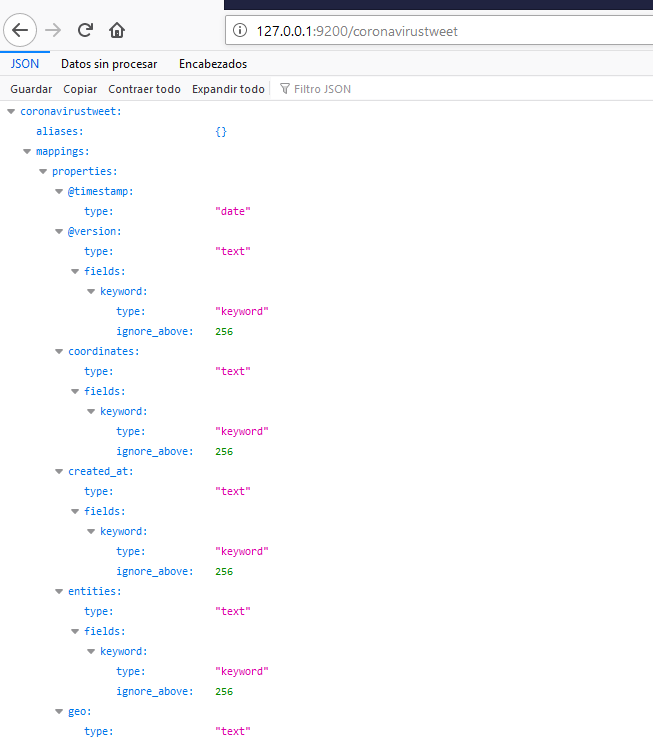 127.0.0.1:9200/coronavirustweet
JSON Datos sin procesar Encabezados
Guardar Copiar Contraer todo Expandir todo Filtro JSON
coronavirustweet:
aliases: {}
mappings:
properties:
@timestamp:
type: "date"
@version:
type: "text"
fields:
keyword:
type: "keyword"
ignore_above: 256
coordinates:
type: "text"
fields:
keyword:
type: "keyword"
ignore_above: 256
created_at:
type: "text"
fields:
keyword:
type: "keyword"
ignore_above: 256
entities:
type: "text"
fields:
keyword:
type: "keyword"
ignore_above: 256
geo:
type: "text"